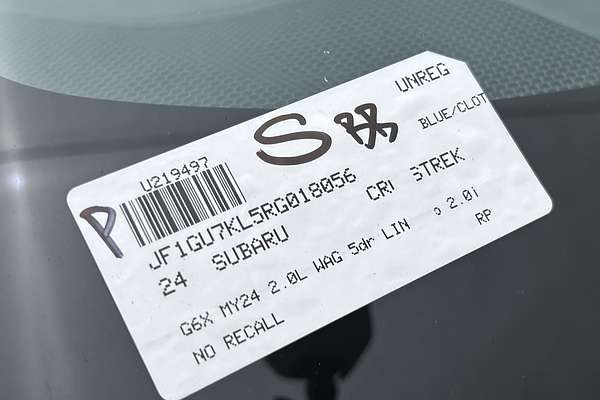 UNREG
S RR
BLUE/CLOT
U219497
P
JF1GU7KL5RG018056
24 SUBARU CRI STREK
G6X MY24 2.0L WAG 5dr LIN 2.0i
NO RECALL RP